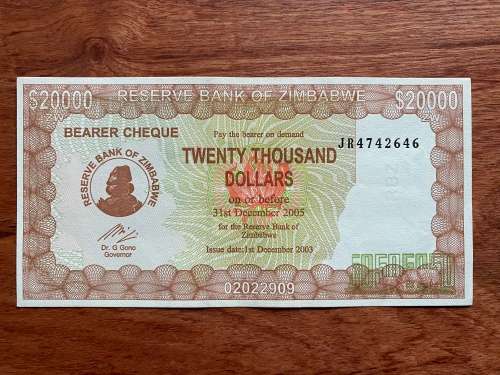 $20000 RESERVE BANK OF ZIMBABWE $20000
BEARER CHEQUE
Pay the bearer on demand
JR4742646
TWENTY THOUSAND
DOLLARS
on or before
31st December 2005
for the Reserve Bank of
Zimbabwe
Issue date:1st December 2003
RESERVE BANK OF ZIMBABWE
Dr. G Gono
Governor
02022909